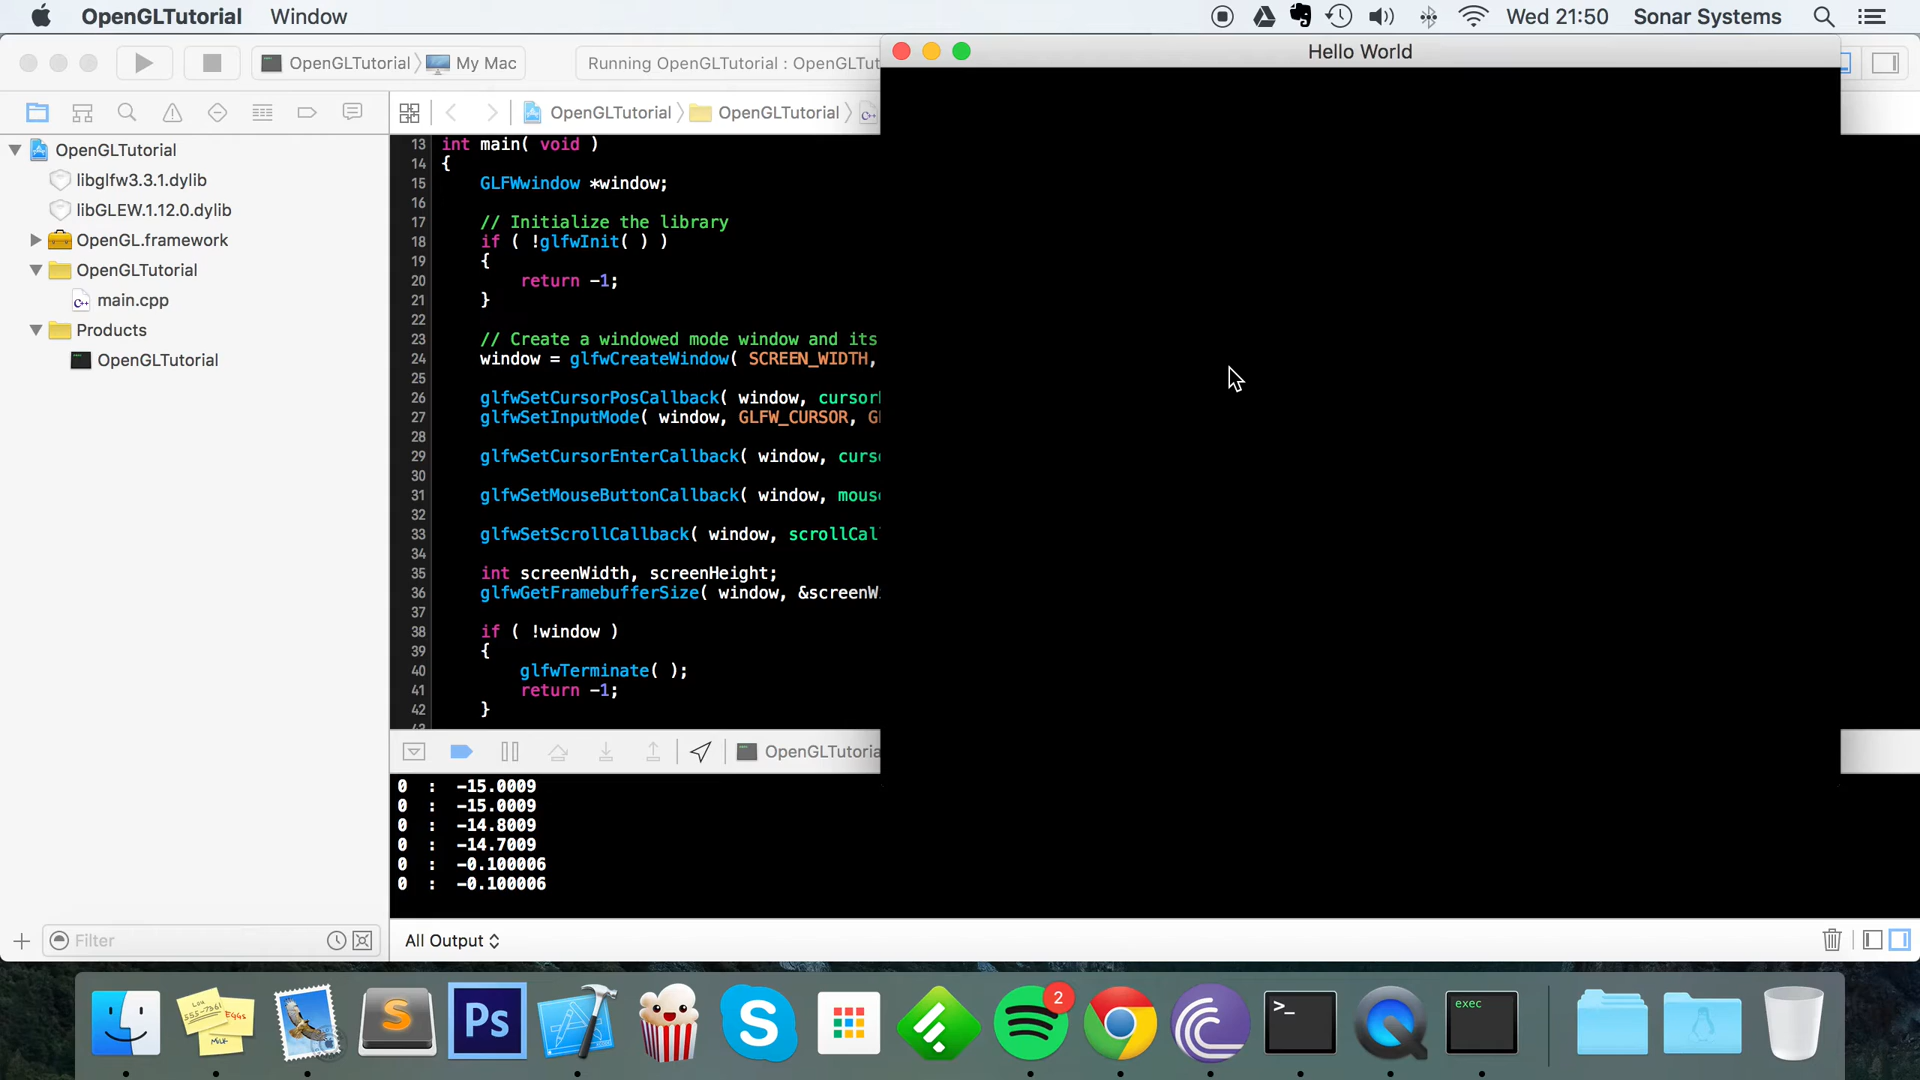 OpenGLTutorial Window Wed 21:50 Sonar Systems
OpenGLTutorial My Mac Running OpenGLTutorial : OpenGLTu
Hello World
OpenGLTutorial OpenGLTutorial
OpenGLTutorial
libglfw3.3.1.dylib
libGLEW.1.12.0.dylib
OpenGL.framework
OpenGLTutorial
main.cpp
Products
OpenGLTutorial
13 int main( void )
14 {
15 GLFWwindow *window;
16
17 // Initialize the library
18 if ( !glfwInit( ) )
19 {
20 return -1;
21 }
22
23 // Create a windowed mode window and its
24 window = glfwCreateWindow( SCREEN_WIDTH,
25
26 glfwSetCursorPosCallback( window, cursor
27 glfwSetInputMode( window, GLFW_CURSOR, G
28
29 glfwSetCursorEnterCallback( window, curs
30
31 glfwSetMouseButtonCallback( window, mous
32
33 glfwSetScrollCallback( window, scrollCal
34
35 int screenWidth, screenHeight;
36 glfwGetFramebufferSize( window, &screenW
37
38 if ( !window )
39 {
40 glfwTerminate( );
41 return -1;
42 }
OpenGLTutoria
0 : -15.0009
0 : -15.0009
0 : -14.8009
0 : -14.7009
0 : -0.100006
0 : -0.100006
Filter
All Output
S Ps S 2 >_ exec